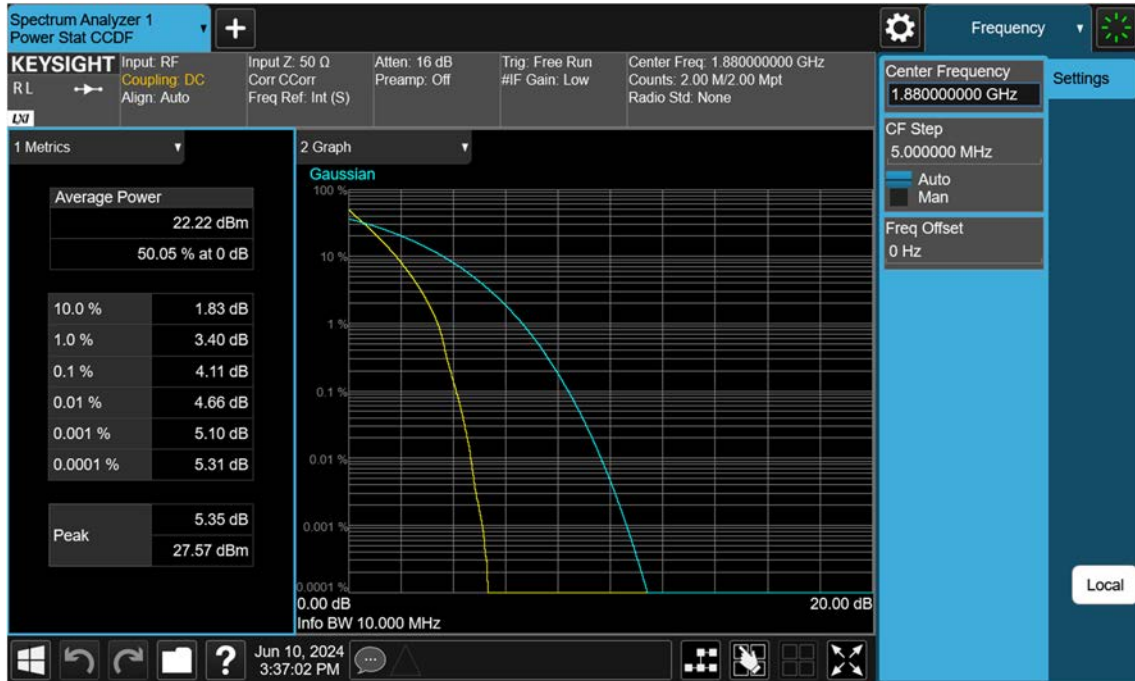 Spectrum Analyzer 1
Power Stat CCDF
Frequency
KEYSIGHT
R L
LXI
Input: RF
Coupling: DC
Align: Auto
Input Z: 50 Ω
Corr CCorr
Freq Ref: Int (S)
Atten: 16 dB
Preamp: Off
Trig: Free Run
#IF Gain: Low
Center Freq: 1.880000000 GHz
Counts: 2.00 M/2.00 Mpt
Radio Std: None
Center Frequency
1.880000000 GHz
Settings
CF Step
5.000000 MHz
Auto
Man
Freq Offset
0 Hz
1 Metrics
Average Power
22.22 dBm
50.05 % at 0 dB
10.0 % 1.83 dB
1.0 % 3.40 dB
0.1 % 4.11 dB
0.01 % 4.66 dB
0.001 % 5.10 dB
0.0001 % 5.31 dB
Peak
5.35 dB
27.57 dBm
2 Graph
Gaussian
100 %
10 %
1 %
0.1 %
0.01 %
0.001 %
0.0001 %
0.00 dB 20.00 dB
Info BW 10.000 MHz
Local
?
Jun 10, 2024
3:37:02 PM